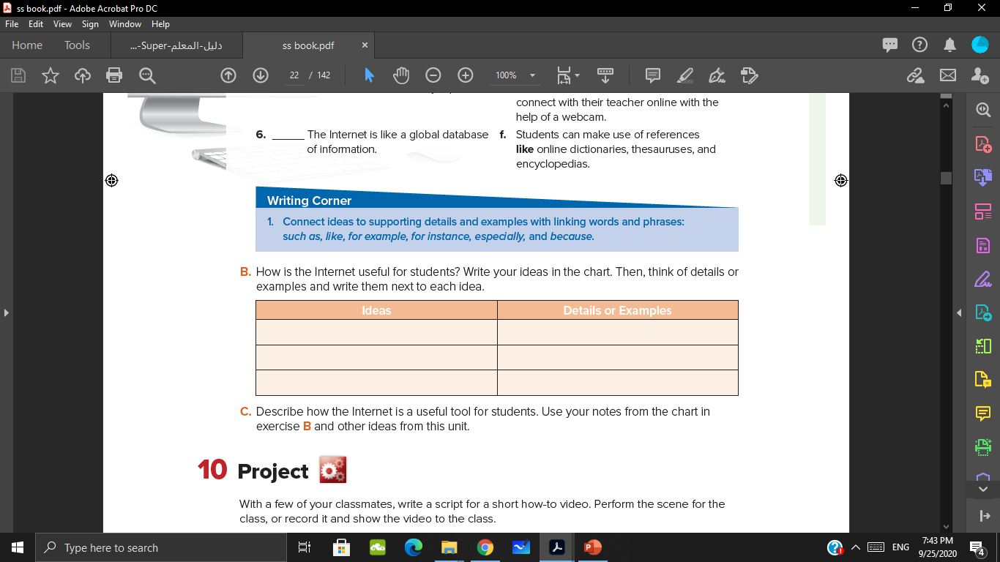 ss book.pdf - Adobe Acrobat Pro DC
File Edit View Sign Window Help
Home Tools دليل-المعلم-Super-... ss book.pdf ×
22 / 142 100%
connect with their teacher online with the
help of a webcam.
6. _____ The Internet is like a global database
of information.
f. Students can make use of references
like online dictionaries, thesauruses, and
encyclopedias.
Writing Corner
1. Connect ideas to supporting details and examples with linking words and phrases:
such as, like, for example, for instance, especially, and because.
B. How is the Internet useful for students? Write your ideas in the chart. Then, think of details or
examples and write them next to each idea.
Ideas Details or Examples
C. Describe how the Internet is a useful tool for students. Use your notes from the chart in
exercise B and other ideas from this unit.
10 Project
With a few of your classmates, write a script for a short how-to video. Perform the scene for the
class, or record it and show the video to the class.
Type here to search
ENG
7:43 PM
9/25/2020
4